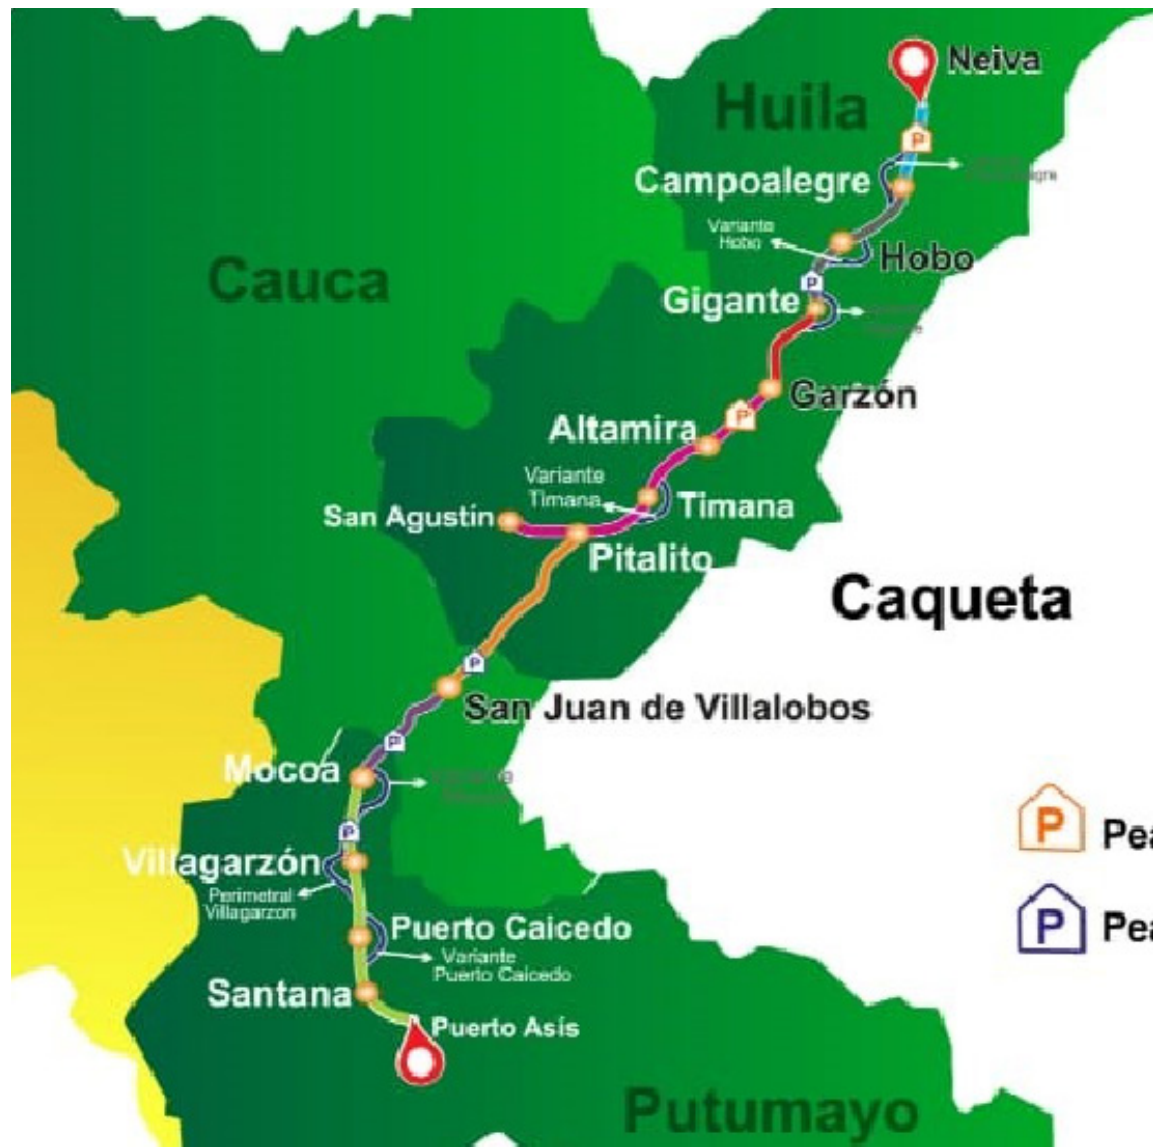 Neiva
Huila
P
Campoalegre
Variante
Hobo
Hobo
Cauca
P
Gigante
Garzón
P
Altamira
Variante
Timana
Timana
San Agustín
Pitalito
Caqueta
P
San Juan de Villalobos
P
Mocoa
P
P
Pea
Villagarzón
Perimetral
Villagarzon
P
Pea
Puerto Caicedo
Variante
Puerto Caicedo
Santana
Puerto Asís
Putumayo